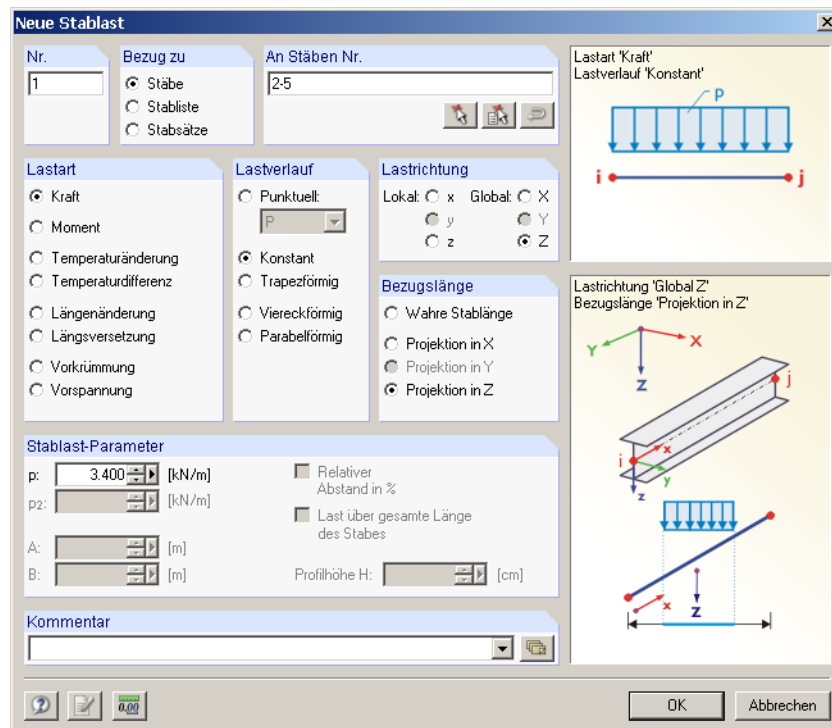 Neue Stablast
Nr.
1
Bezug zu
Stäbe
Stabliste
Stabsätze
An Stäben Nr.
2-5
Lastart
Kraft
Moment
Temperaturänderung
Temperaturdifferenz
Längenänderung
Längsversetzung
Vorkrümmung
Vorspannung
Lastverlauf
Punktuell:
P
Konstant
Trapezförmig
Viereckförmig
Parabelförmig
Lastrichtung
Lokal: x Global: X
y Y
z Z
Bezugslänge
Wahre Stablänge
Projektion in X
Projektion in Y
Projektion in Z
Stablast-Parameter
p: 3.400 [kN/m]
p2: [kN/m]
A: [m]
B: [m]
Relativer
Abstand in %
Last über gesamte Länge
des Stabes
Profilhöhe H: [cm]
Kommentar
Lastart 'Kraft'
Lastverlauf 'Konstant'
p
i j
Lastrichtung 'Global Z'
Bezugslänge 'Projektion in Z'
Y X
Z
j
i x
y
z
x Z
0.00
OK Abbrechen